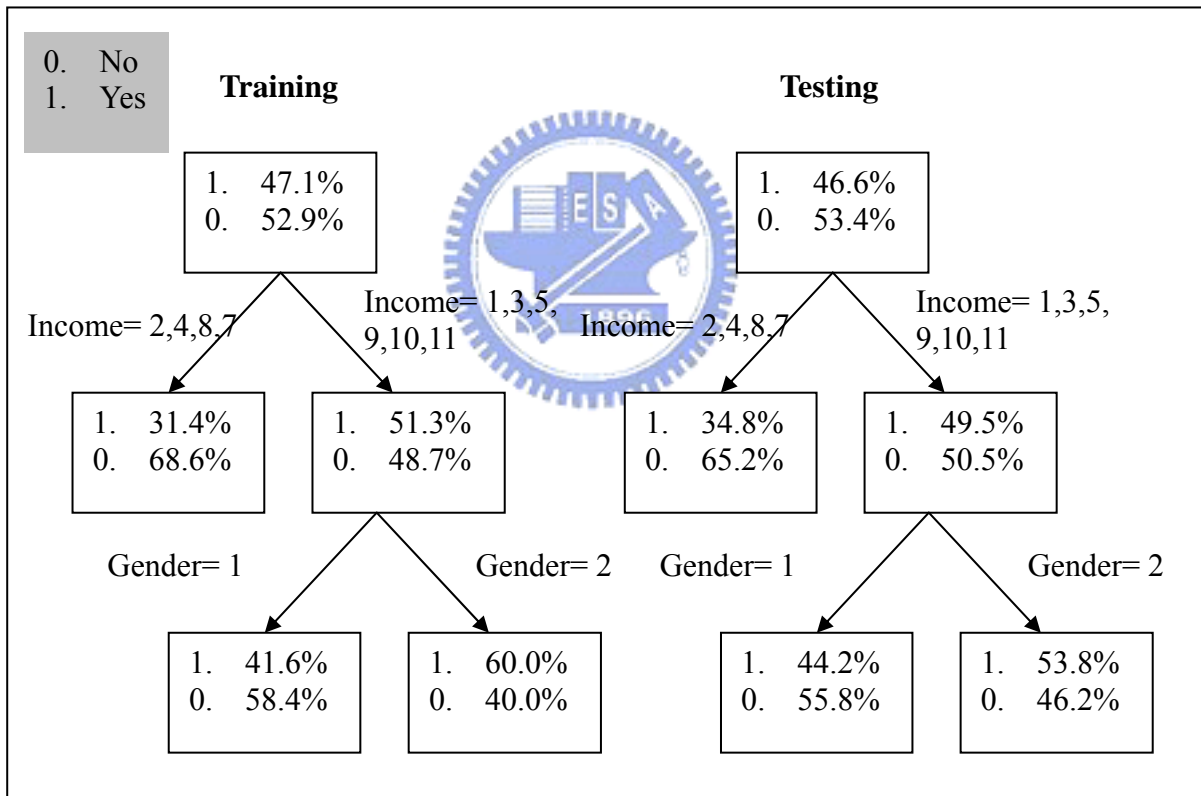 0. No
1. Yes
Training
Testing
E S A
1896
1. 47.1%
0. 52.9%
1. 46.6%
0. 53.4%
Income= 2,4,8,7
Income= 1,3,5,
9,10,11
Income= 2,4,8,7
Income= 1,3,5,
9,10,11
1. 31.4%
0. 68.6%
1. 51.3%
0. 48.7%
1. 34.8%
0. 65.2%
1. 49.5%
0. 50.5%
Gender= 1
Gender= 2
Gender= 1
Gender= 2
1. 41.6%
0. 58.4%
1. 60.0%
0. 40.0%
1. 44.2%
0. 55.8%
1. 53.8%
0. 46.2%